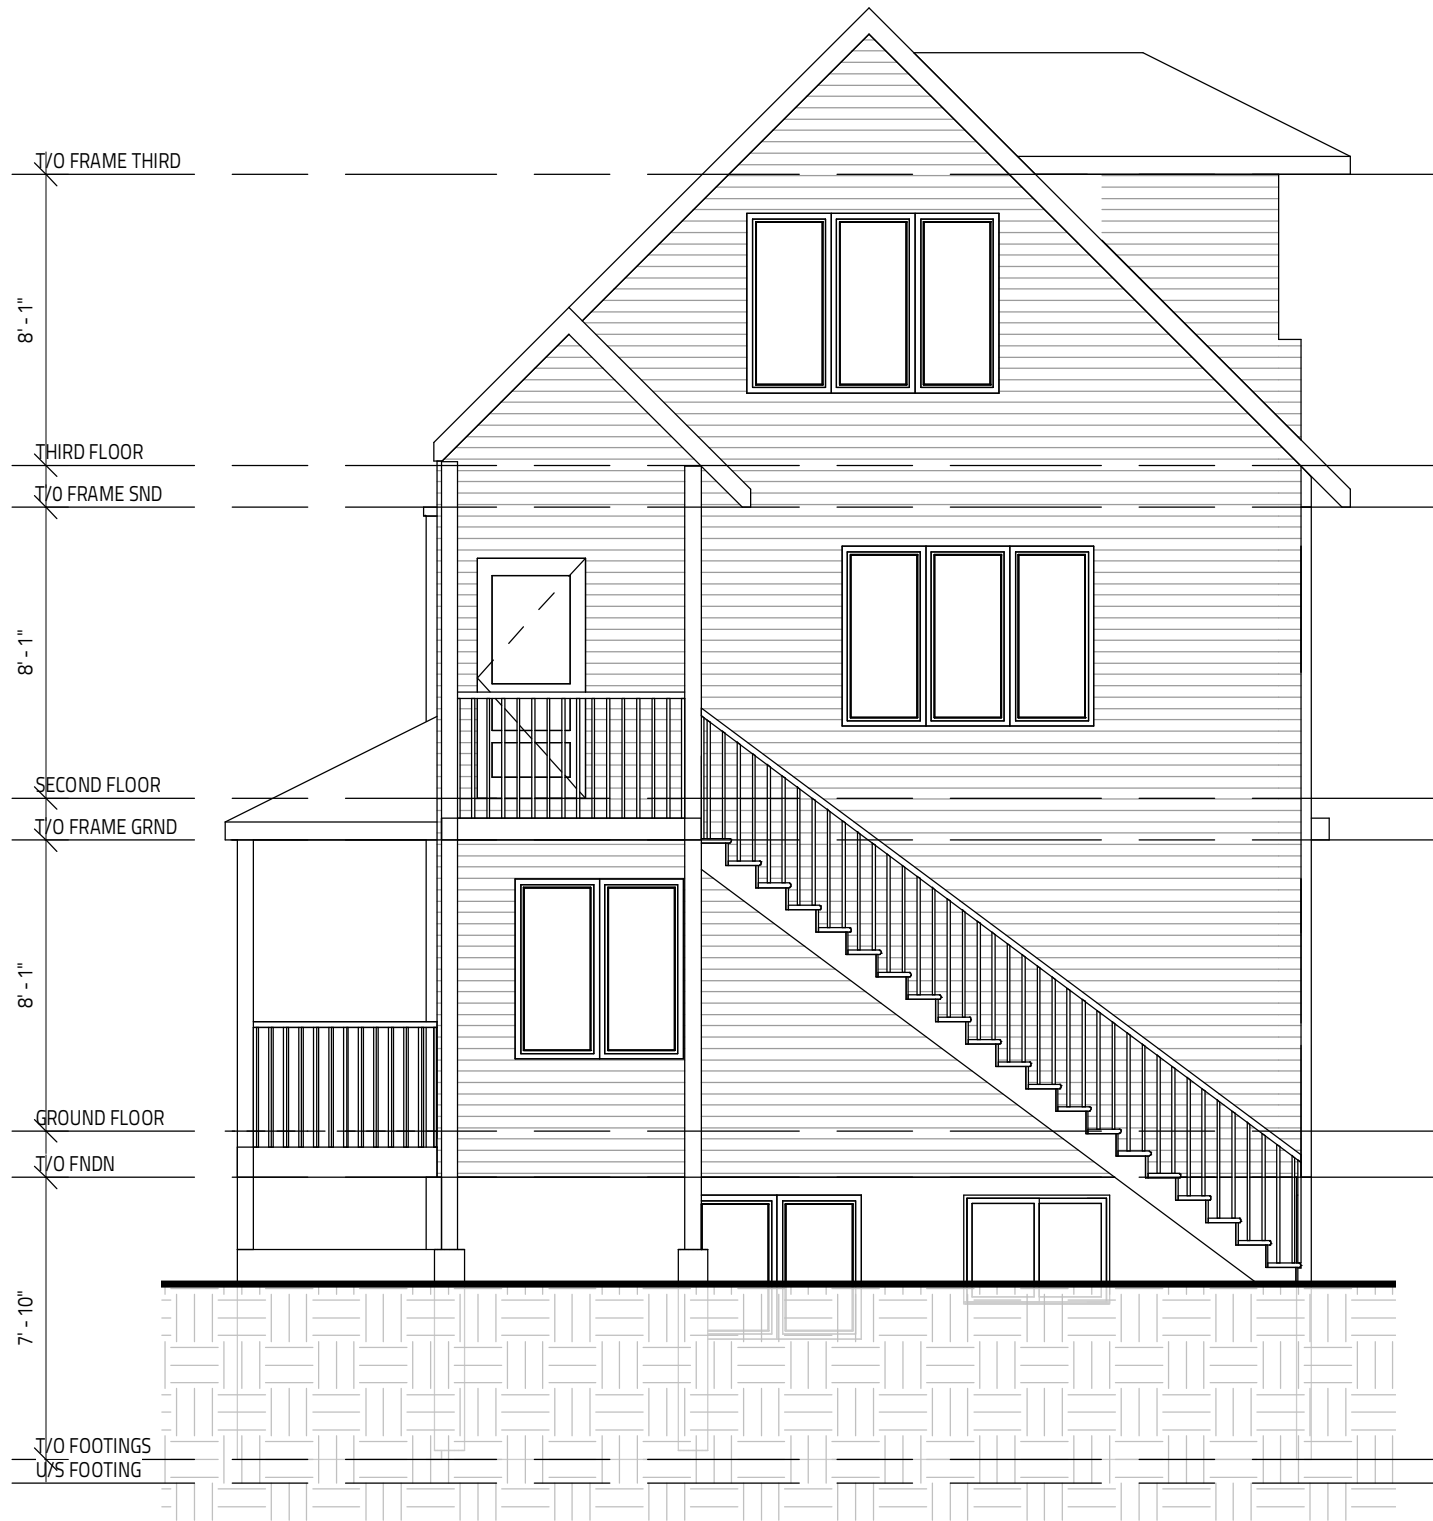 T/O FRAME THIRD
8' - 1"
THIRD FLOOR
T/O FRAME SND
8' - 1"
SECOND FLOOR
T/O FRAME GRND
8' - 1"
GROUND FLOOR
T/O FNDN
7' - 10"
T/O FOOTINGS
U/S FOOTING